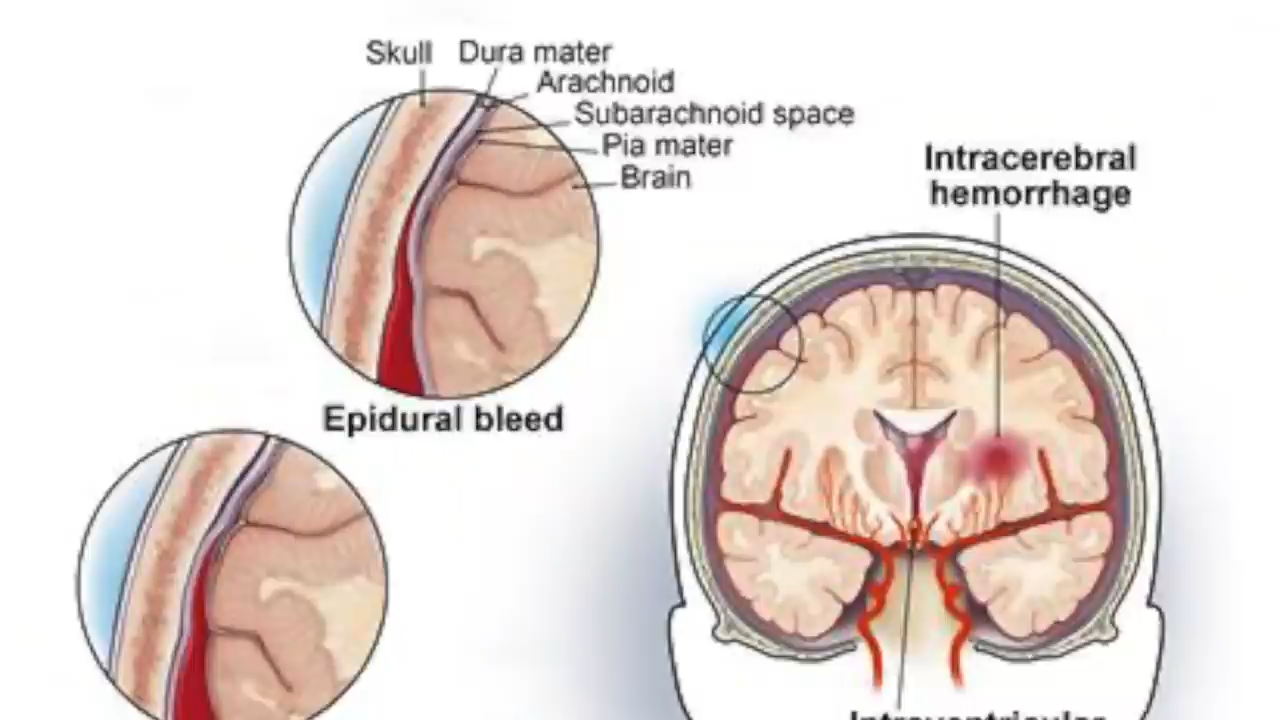 Skull
Dura mater
Arachnoid
Subarachnoid space
Pia mater
Brain
Intracerebral
hemorrhage
Epidural bleed